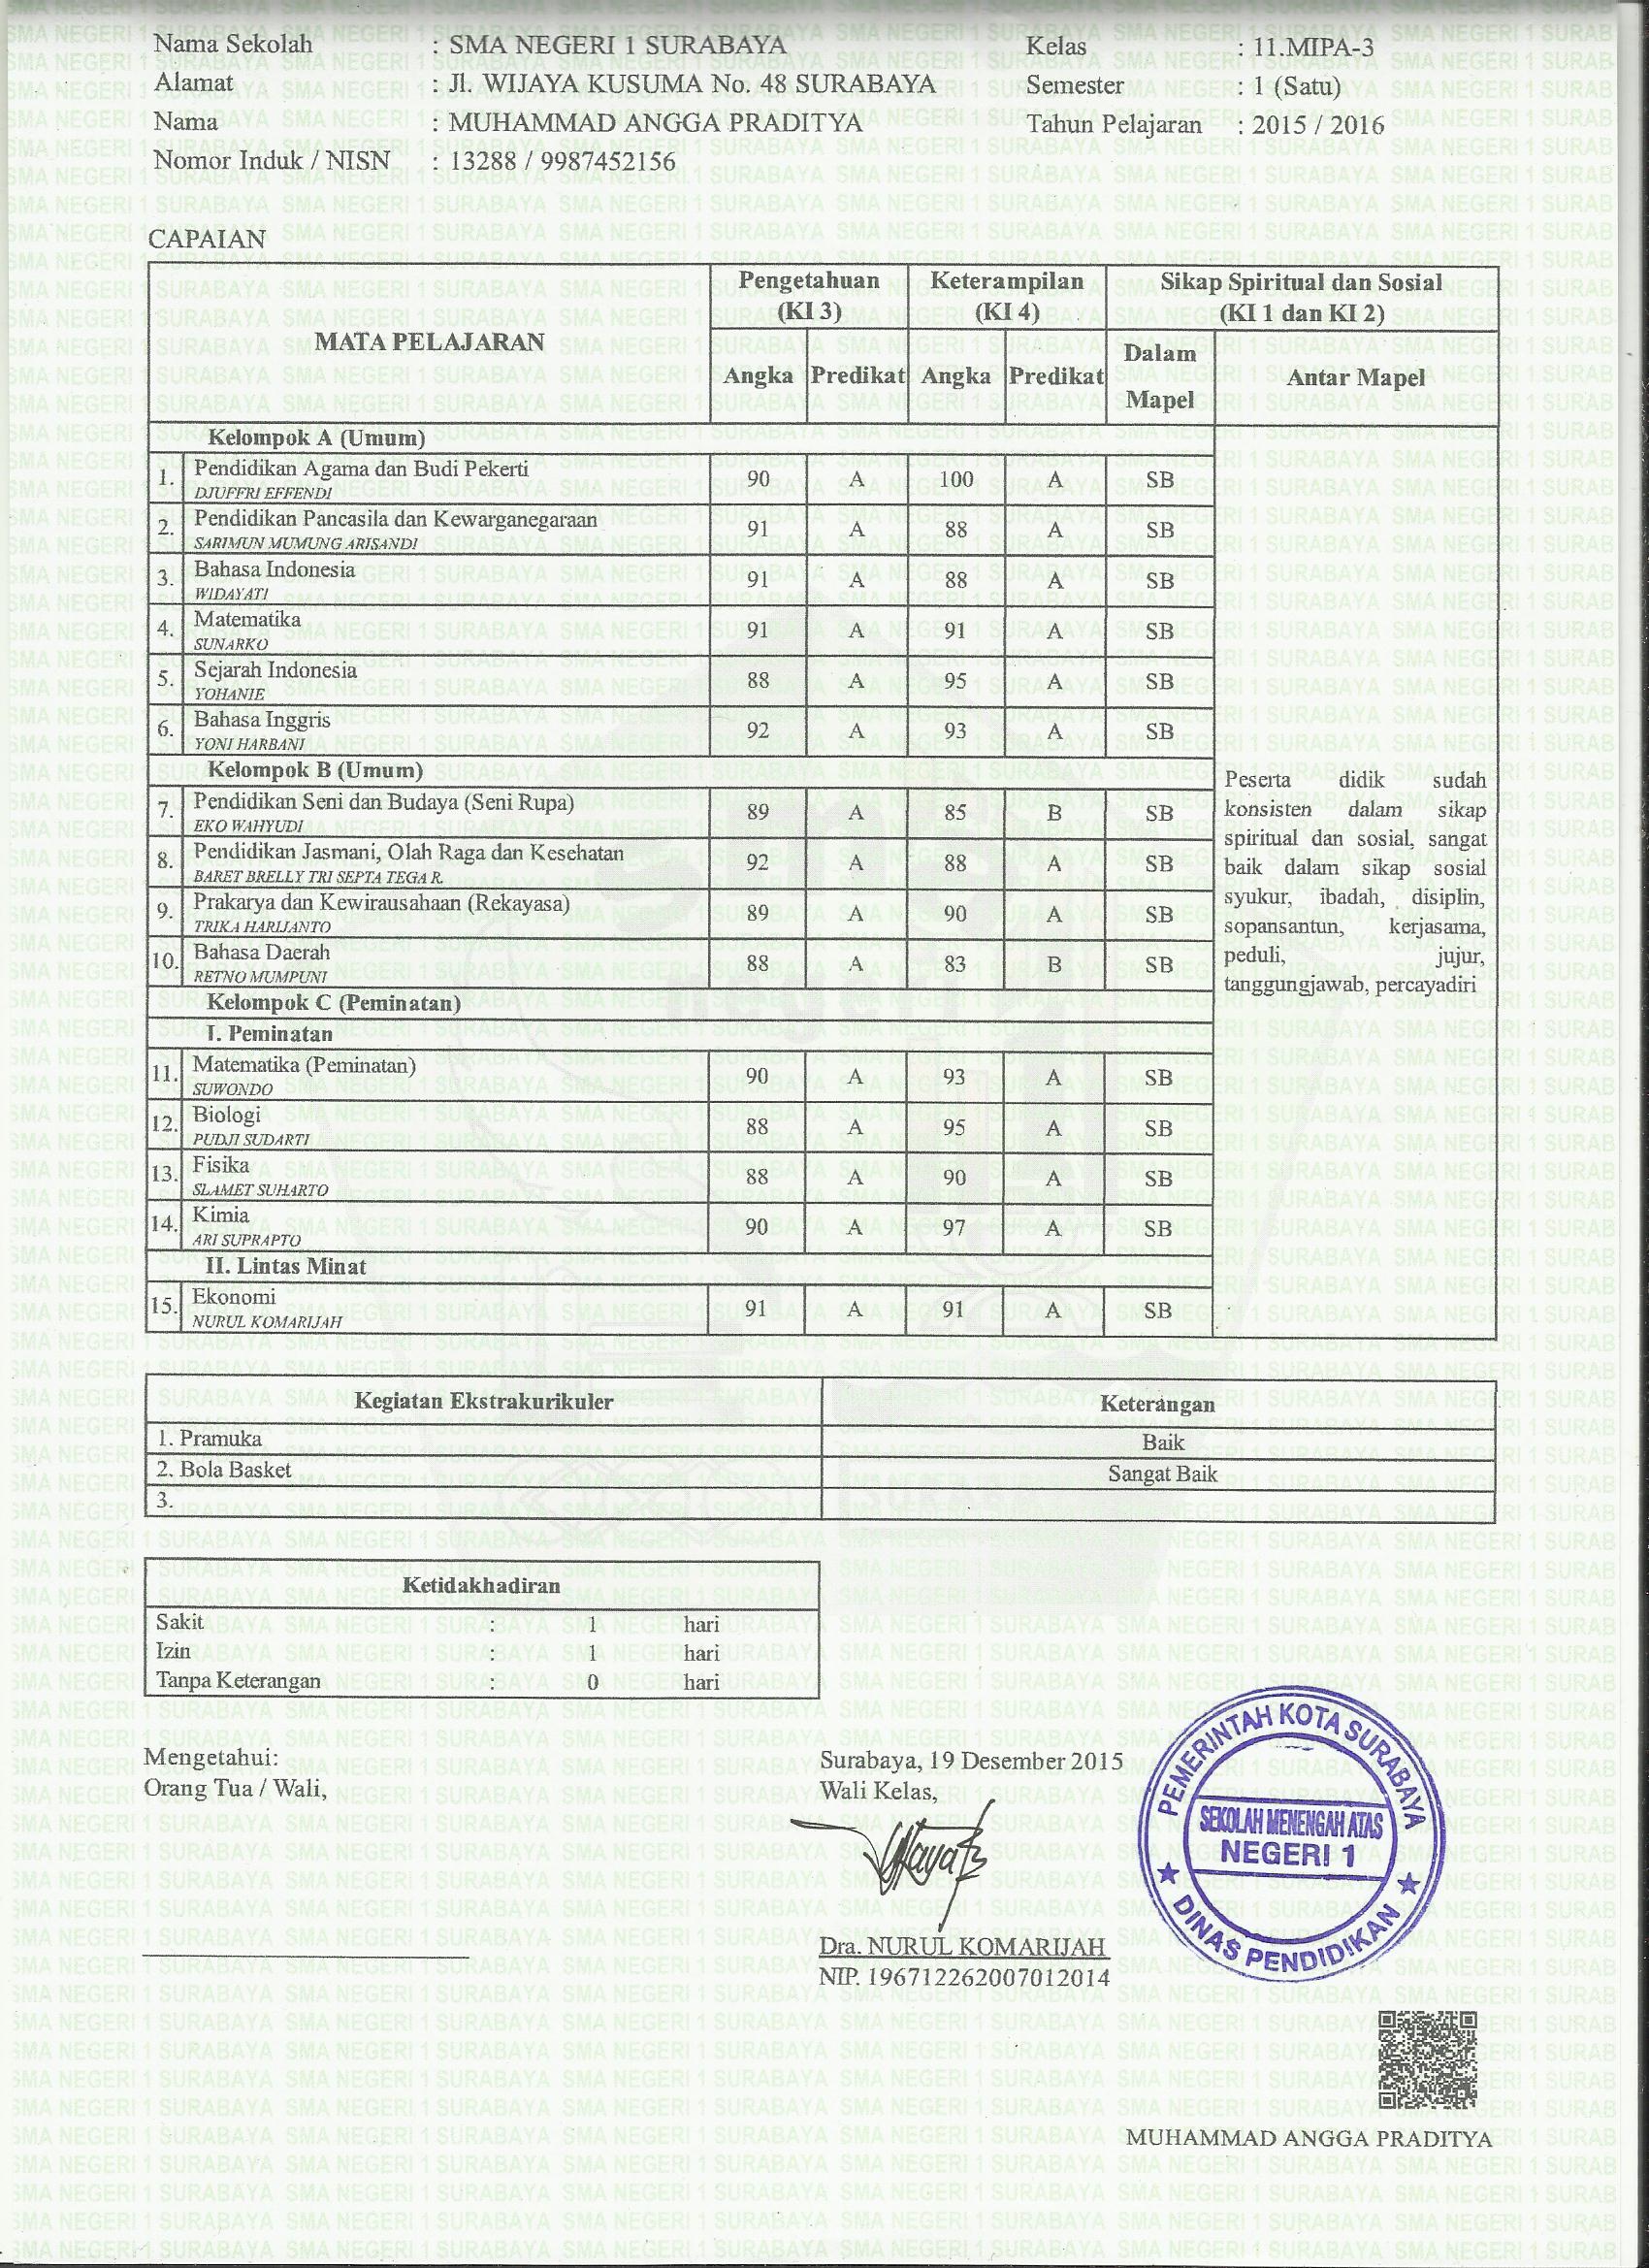 Nama Sekolah : SMA NEGERI 1 SURABAYA Kelas : 11.MIPA-3
Alamat : Jl. WIJAYA KUSUMA No. 48 SURABAYA Semester : 1 (Satu)
Nama : MUHAMMAD ANGGA PRADITYA Tahun Pelajaran : 2015 / 2016
Nomor Induk / NISN : 13288 / 9987452156
CAPAIAN
MATA PELAJARAN Pengetahuan (KI 3) Keterampilan (KI 4) Sikap Spiritual dan Sosial (KI 1 dan KI 2)
Angka Predikat Angka Predikat Dalam Mapel Antar Mapel
Kelompok A (Umum)
1. Pendidikan Agama dan Budi Pekerti 90 A 100 A SB
DJUFFRI EFFENDI
2. Pendidikan Pancasila dan Kewarganegaraan 91 A 88 A SB
SARIMUN MUMUNG ARISANDI
3. Bahasa Indonesia 91 A 88 A SB
WIDAYATI
4. Matematika 91 A 91 A SB
SUNARKO
5. Sejarah Indonesia 88 A 95 A SB
YOHANIE
6. Bahasa Inggris 92 A 93 A SB
YONI HARBANI
Kelompok B (Umum)
7. Pendidikan Seni dan Budaya (Seni Rupa) 89 A 85 B SB
EKO WAHYUDI
8. Pendidikan Jasmani, Olah Raga dan Kesehatan 92 A 88 A SB
BARET BRELLY TRI SEPTA TEGA R.
9. Prakarya dan Kewirausahaan (Rekayasa) 89 A 90 A SB
TRIKA HARIJANTO
10. Bahasa Daerah 88 A 83 B SB
RETNO MUMPUNI
Kelompok C (Peminatan)
I. Peminatan
11. Matematika (Peminatan) 90 A 93 A SB
SUWONDO
12. Biologi 88 A 95 A SB
PUDJI SUDARTI
13. Fisika 88 A 90 A SB
SLAMET SUHARTO
14. Kimia 90 A 97 A SB
ARI SUPRAPTO
II. Lintas Minat
15. Ekonomi 91 A 91 A SB
NURUL KOMARIJAH
Peserta didik sudah
konsisten dalam sikap
spiritual dan sosial, sangat
baik dalam sikap sosial
syukur, ibadah, disiplin,
sopansantun, kerjasama,
peduli, jujur,
tanggungjawab, percayadiri
Kegiatan Ekstrakurikuler Keterangan
1. Pramuka Baik
2. Bola Basket Sangat Baik
3.
Ketidakhadiran
Sakit : 1 hari
Izin : 1 hari
Tanpa Keterangan : 0 hari
Mengetahui:
Orang Tua / Wali,
Surabaya, 19 Desember 2015
Wali Kelas,
Dra. NURUL KOMARIJAH
NIP. 196712262007012014
PEMERINTAH KOTA SURABAYA
SEKOLAH MENENGAH ATAS
NEGERI 1
DINAS PENDIDIKAN
MUHAMMAD ANGGA PRADITYA